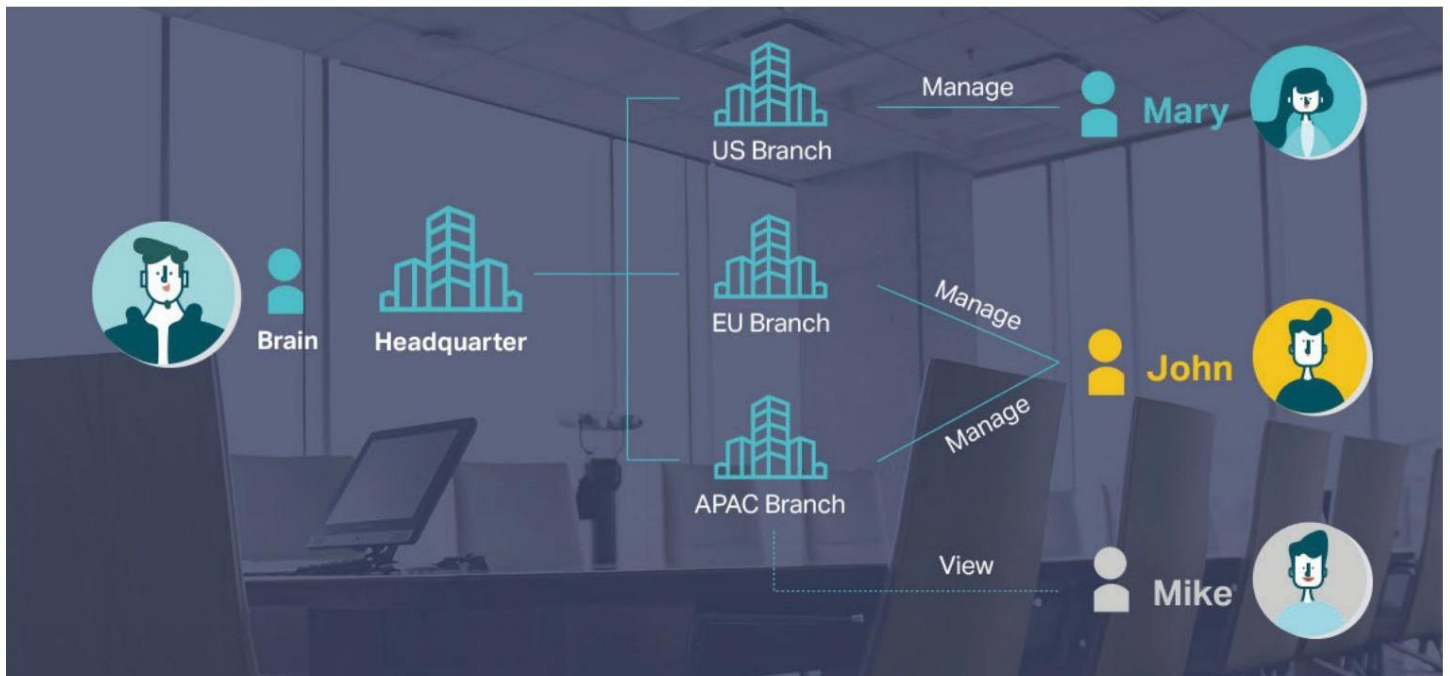 US Branch
Manage
Mary
Brain
Headquarter
EU Branch
Manage
John
APAC Branch
Manage
View
Mike